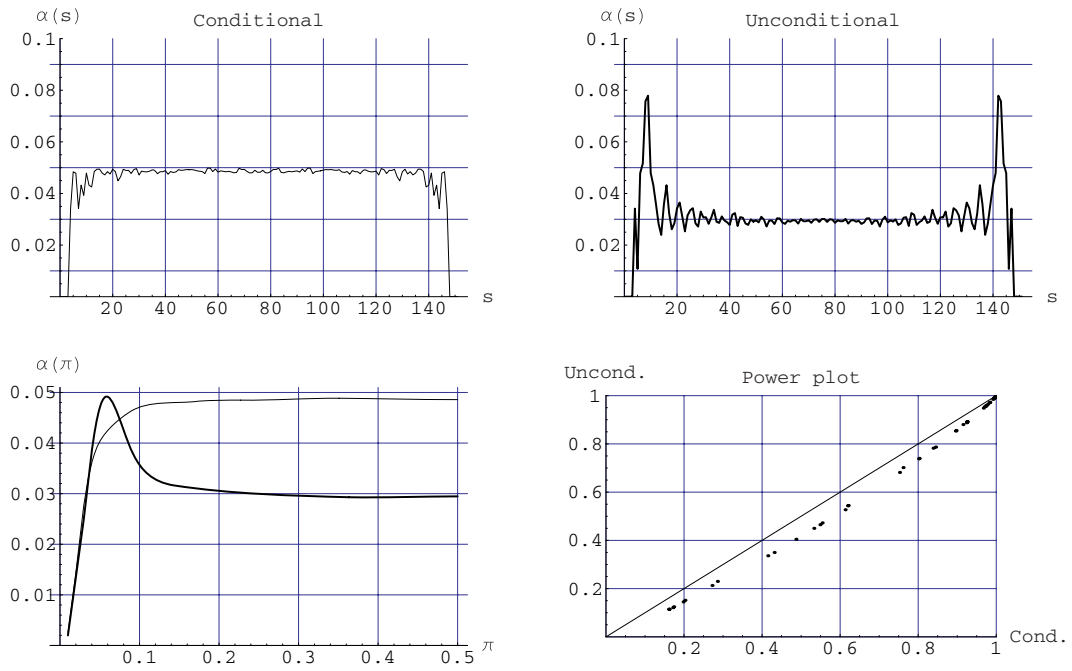 α(s)
Conditional
0.1
0.08
0.06
0.04
0.02
20 40 60 80 100 120 140
s
α(s)
Unconditional
0.1
0.08
0.06
0.04
0.02
20 40 60 80 100 120 140
s
α(π)
0.05
0.04
0.03
0.02
0.01
0.1 0.2 0.3 0.4 0.5
π
Uncond.
Power plot
1
0.8
0.6
0.4
0.2
0.2 0.4 0.6 0.8 1
Cond.